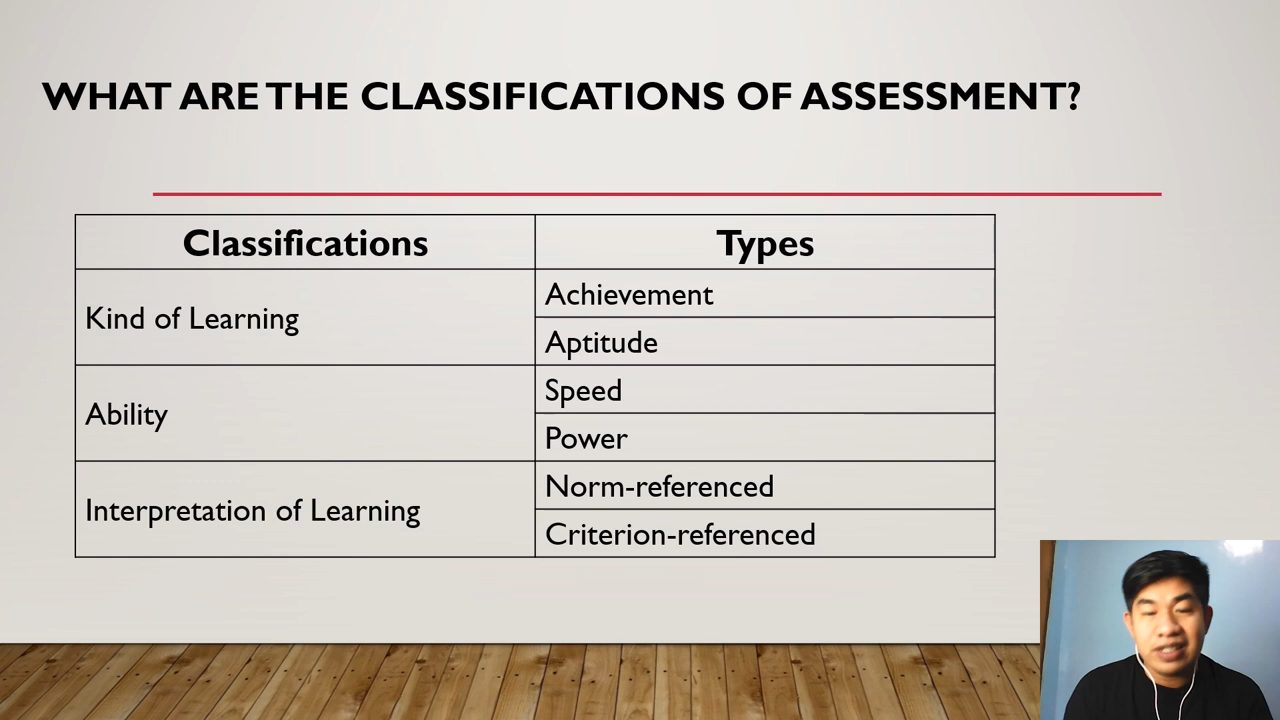 WHAT ARE THE CLASSIFICATIONS OF ASSESSMENT?
Classifications
Types
Kind of Learning
Achievement
Aptitude
Ability
Speed
Power
Interpretation of Learning
Norm-referenced
Criterion-referenced